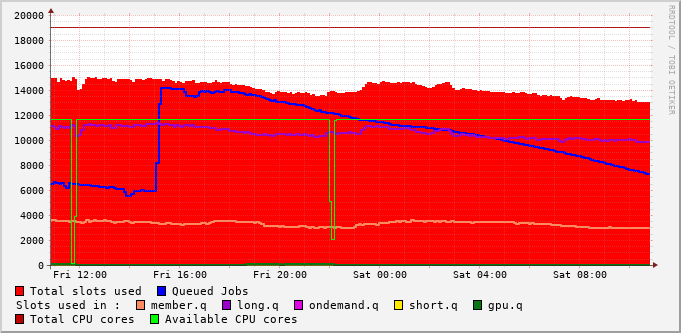 20000
18000
16000
14000
12000
10000
8000
6000
4000
2000
0
Fri 12:00 Fri 16:00 Fri 20:00 Sat 00:00 Sat 04:00 Sat 08:00
Total slots used Queued Jobs
Slots used in : member.q long.q ondemand.q short.q gpu.q
Total CPU cores Available CPU cores
RRDTOOL / TOBI OETIKER